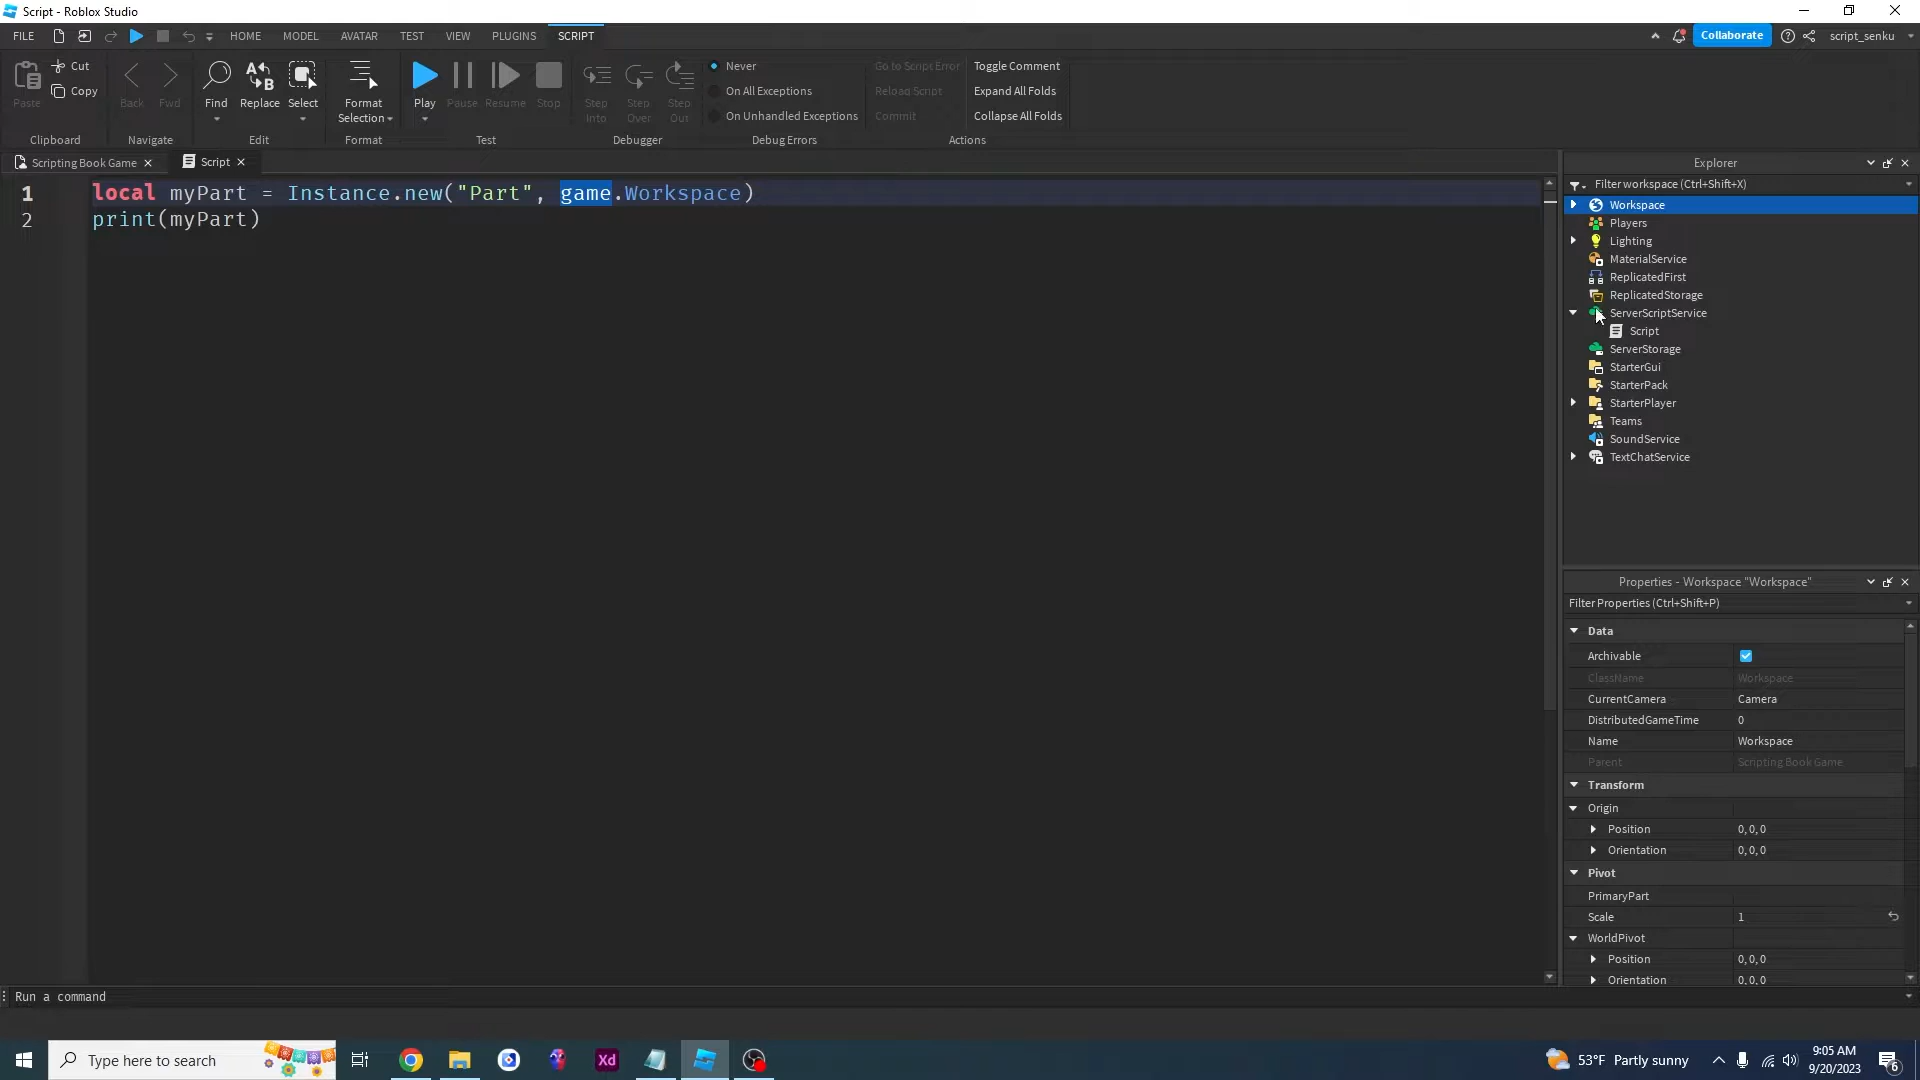 Script - Roblox Studio
FILE HOME MODEL AVATAR TEST VIEW PLUGINS SCRIPT Collaborate script_senku
Paste Cut Copy Back Fwd Find Replace Select Format Selection Play Pause Resume Stop Step Into Step Over Step Out
Never Go to Script Error Toggle Comment
On All Exceptions Reload Script Expand All Folds
On Unhandled Exceptions Commit Collapse All Folds
Clipboard Navigate Edit Format Test Debugger Debug Errors Actions
Scripting Book Game Script
1 local myPart = Instance.new("Part", game.Workspace)
2 print(myPart)
Explorer
Filter workspace (Ctrl+Shift+X)
Workspace
Players
Lighting
MaterialService
ReplicatedFirst
ReplicatedStorage
ServerScriptService
Script
ServerStorage
StarterGui
StarterPack
StarterPlayer
Teams
SoundService
TextChatService
Properties - Workspace "Workspace"
Filter Properties (Ctrl+Shift+P)
Data
Archivable
ClassName Workspace
CurrentCamera Camera
DistributedGameTime 0
Name Workspace
Parent Scripting Book Game
Transform
Origin
Position 0, 0, 0
Orientation 0, 0, 0
Pivot
PrimaryPart
Scale 1
WorldPivot
Position 0, 0, 0
Orientation 0, 0, 0
Run a command
Type here to search Xd 53°F Partly sunny 9:05 AM
9/20/2023 6